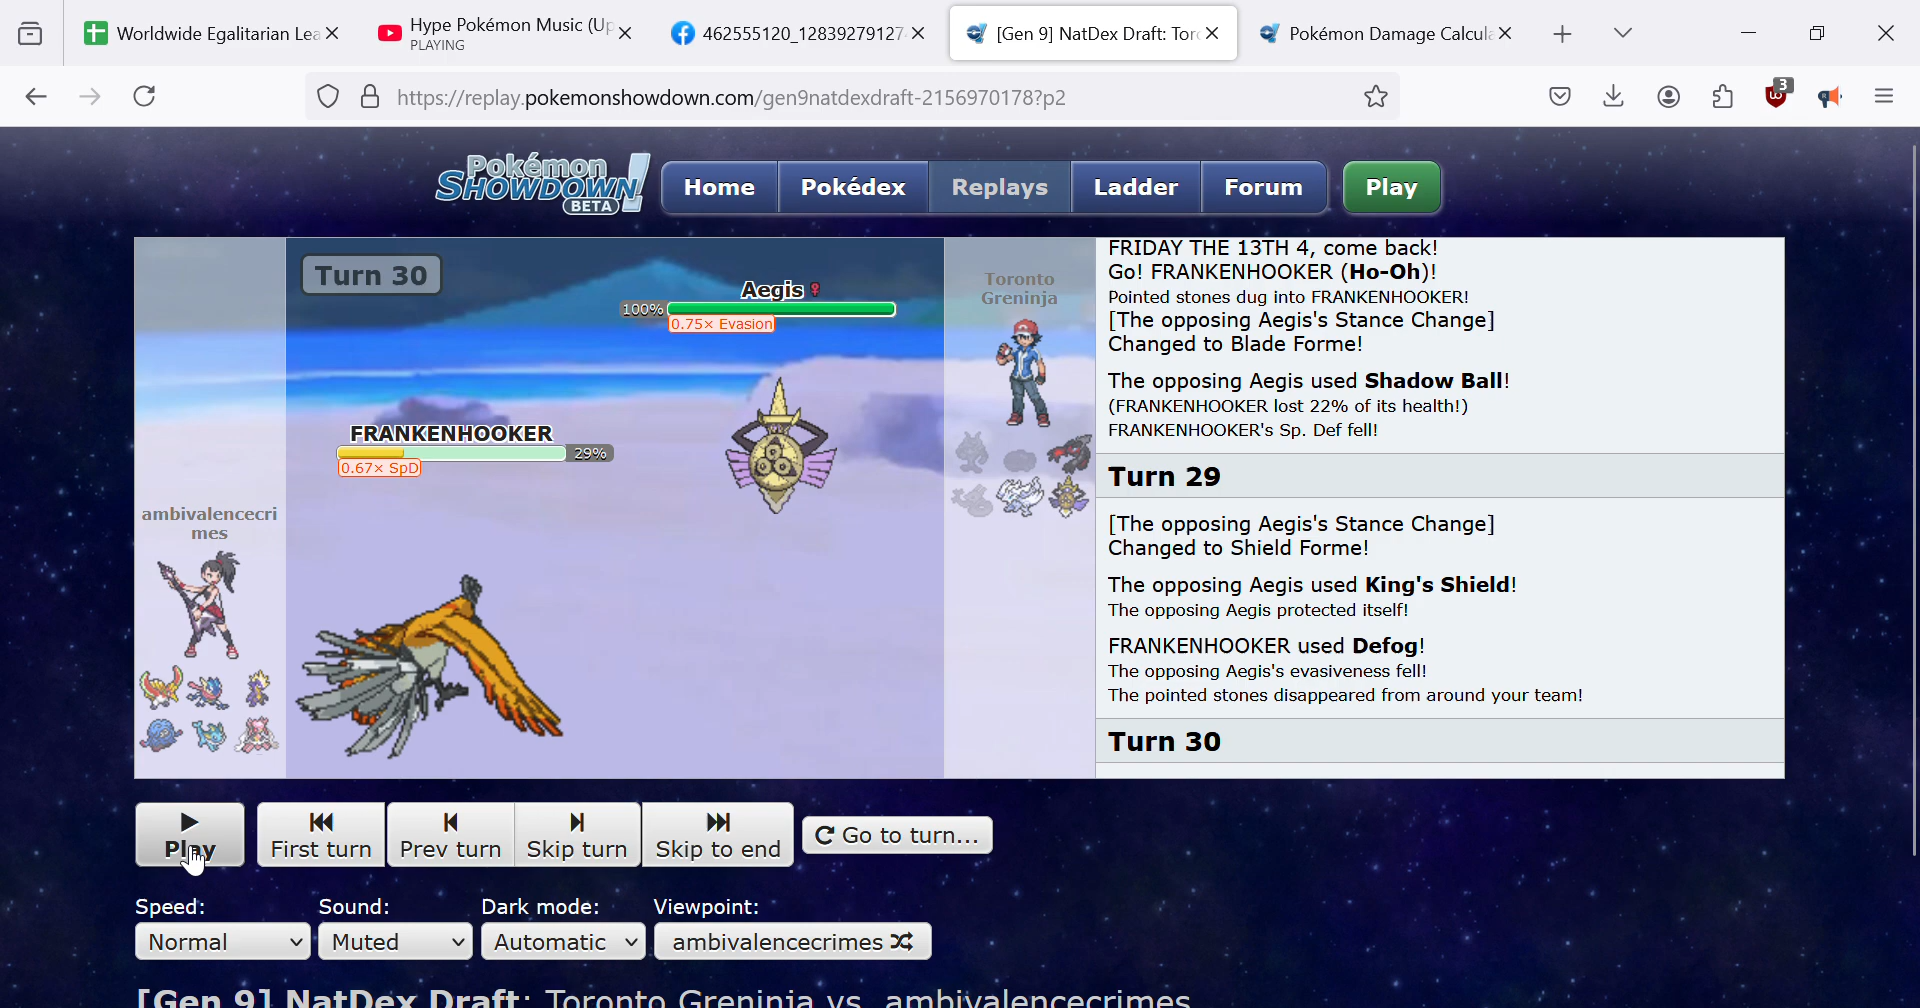 Worldwide Egalitarian Lea
Hype Pokémon Music (Up
PLAYING
462555120_12839279127
[Gen 9] NatDex Draft: Toro
Pokémon Damage Calcula
https://replay.pokemonshowdown.com/gen9natdexdraft-2156970178?p2
3
Pokémon
SHOWDOWN!
BETA
Home
Pokédex
Replays
Ladder
Forum
Play
Turn 30
Aegis ♀
100%
0.75× Evasion
FRANKENHOOKER
29%
0.67× SpD
ambivalencecri
mes
Toronto
Greninja
FRIDAY THE 13TH 4, come back!
Go! FRANKENHOOKER (Ho-Oh)!
Pointed stones dug into FRANKENHOOKER!
[The opposing Aegis's Stance Change]
Changed to Blade Forme!
The opposing Aegis used Shadow Ball!
(FRANKENHOOKER lost 22% of its health!)
FRANKENHOOKER's Sp. Def fell!
Turn 29
[The opposing Aegis's Stance Change]
Changed to Shield Forme!
The opposing Aegis used King's Shield!
The opposing Aegis protected itself!
FRANKENHOOKER used Defog!
The opposing Aegis's evasiveness fell!
The pointed stones disappeared from around your team!
Turn 30
Play
First turn
Prev turn
Skip turn
Skip to end
Go to turn...
Speed:
Sound:
Dark mode:
Viewpoint:
Normal
Muted
Automatic
ambivalencecrimes
[Gen 9] NatDex Draft: Toronto Greninja vs. ambivalencecrimes